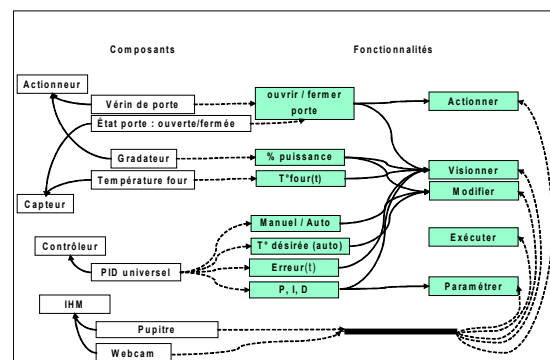 Composants
Fonctionnalités
Actionneur
Vérin de porte
ouvrir / fermer
porte
Actionner
État porte : ouverte/fermée
Gradateur
% puissance
Visionner
Température four
T°four(t)
Modifier
Capteur
Manuel / Auto
Contrôleur
T° désirée (auto)
Exécuter
PID universel
Erreur(t)
P, I, D
Paramétrer
IHM
Pupitre
Webcam